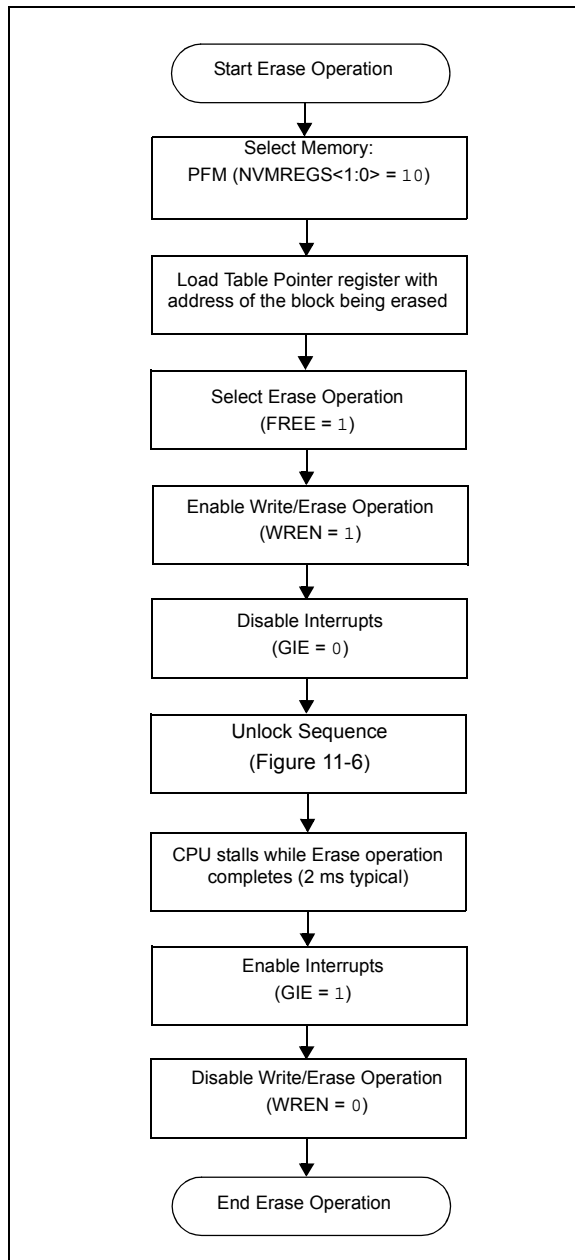 Start Erase Operation
Select Memory:
PFM (NVMREGS<1:0> = 10)
Load Table Pointer register with
address of the block being erased
Select Erase Operation
(FREE = 1)
Enable Write/Erase Operation
(WREN = 1)
Disable Interrupts
(GIE = 0)
Unlock Sequence
(Figure 11-6)
CPU stalls while Erase operation
completes (2 ms typical)
Enable Interrupts
(GIE = 1)
Disable Write/Erase Operation
(WREN = 0)
End Erase Operation